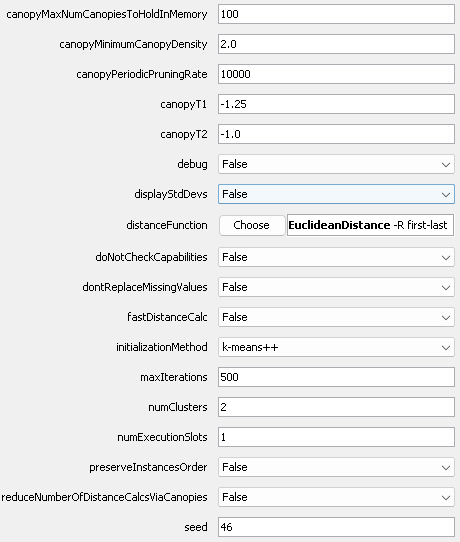 canopyMaxNumCanopiesToHoldInMemory 100
canopyMinimumCanopyDensity 2.0
canopyPeriodicPruningRate 10000
canopyT1 -1.25
canopyT2 -1.0
debug False
displayStdDevs False
distanceFunction Choose EuclideanDistance -R first-last
doNotCheckCapabilities False
dontReplaceMissingValues False
fastDistanceCalc False
initializationMethod k-means++
maxIterations 500
numClusters 2
numExecutionSlots 1
preserveInstancesOrder False
reduceNumberOfDistanceCalcsViaCanopies False
seed 46